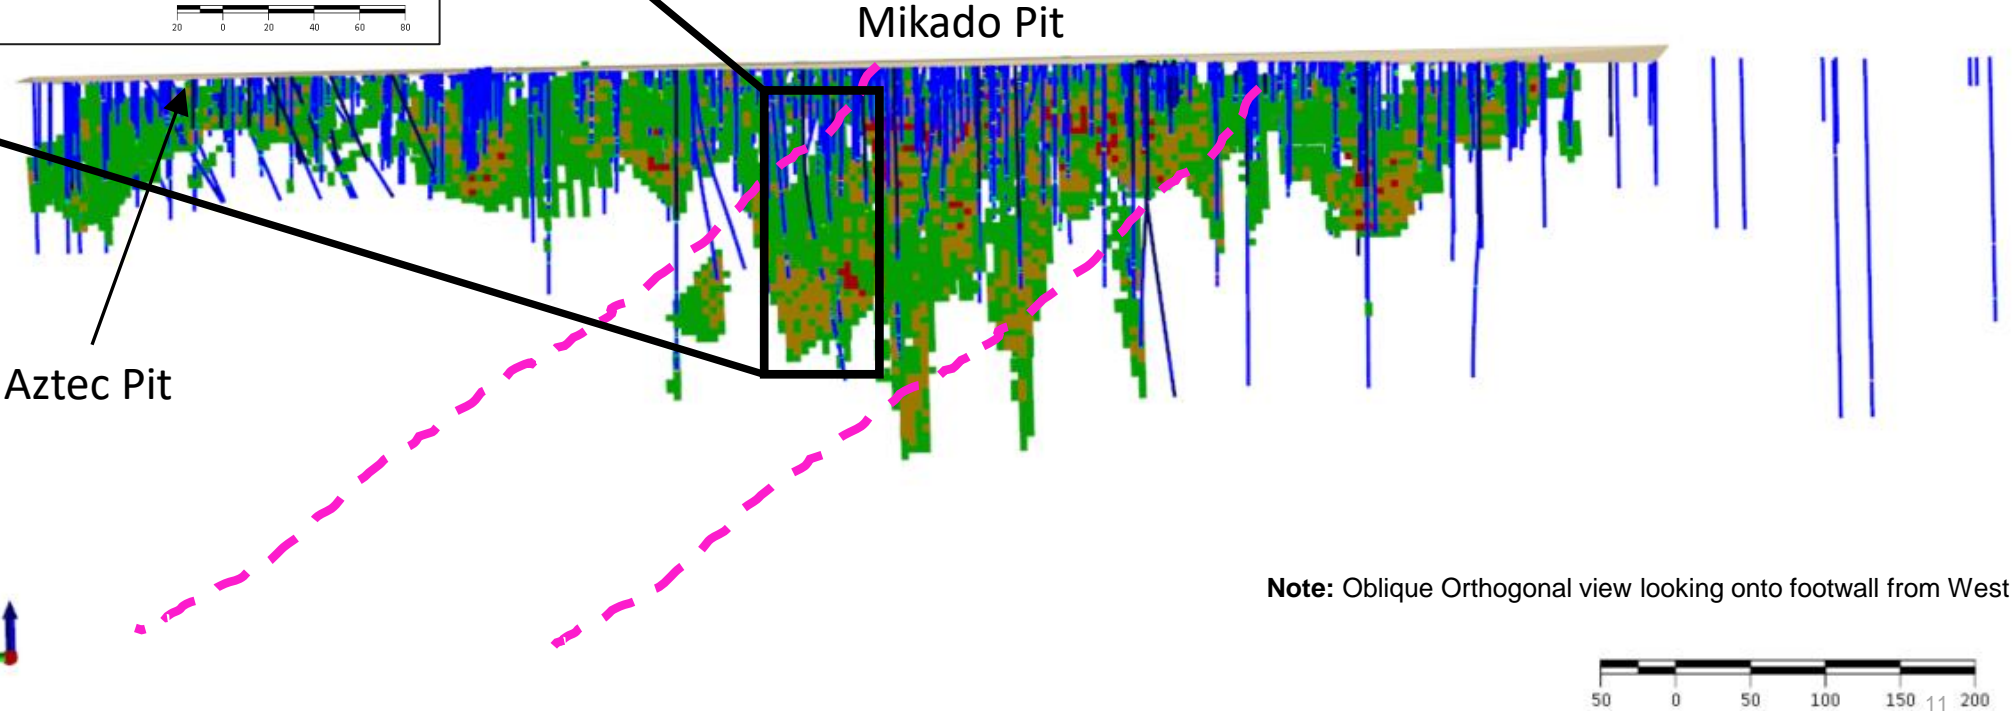 20 0 20 40 60 80
Mikado Pit
Aztec Pit
Note: Oblique Orthogonal view looking onto footwall from West
50 0 50 100 150 200
11